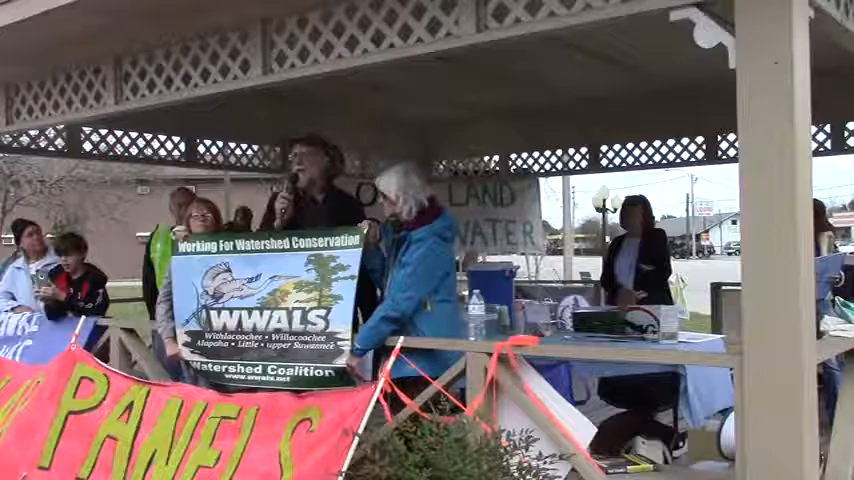 LAND
WATER
Working For Watershed Conservation
WWALS
Withlacoochee • Willacoochee
Alapaha • Little • upper Suwannee
Watershed Coalition
www.wwals.net
PANELS